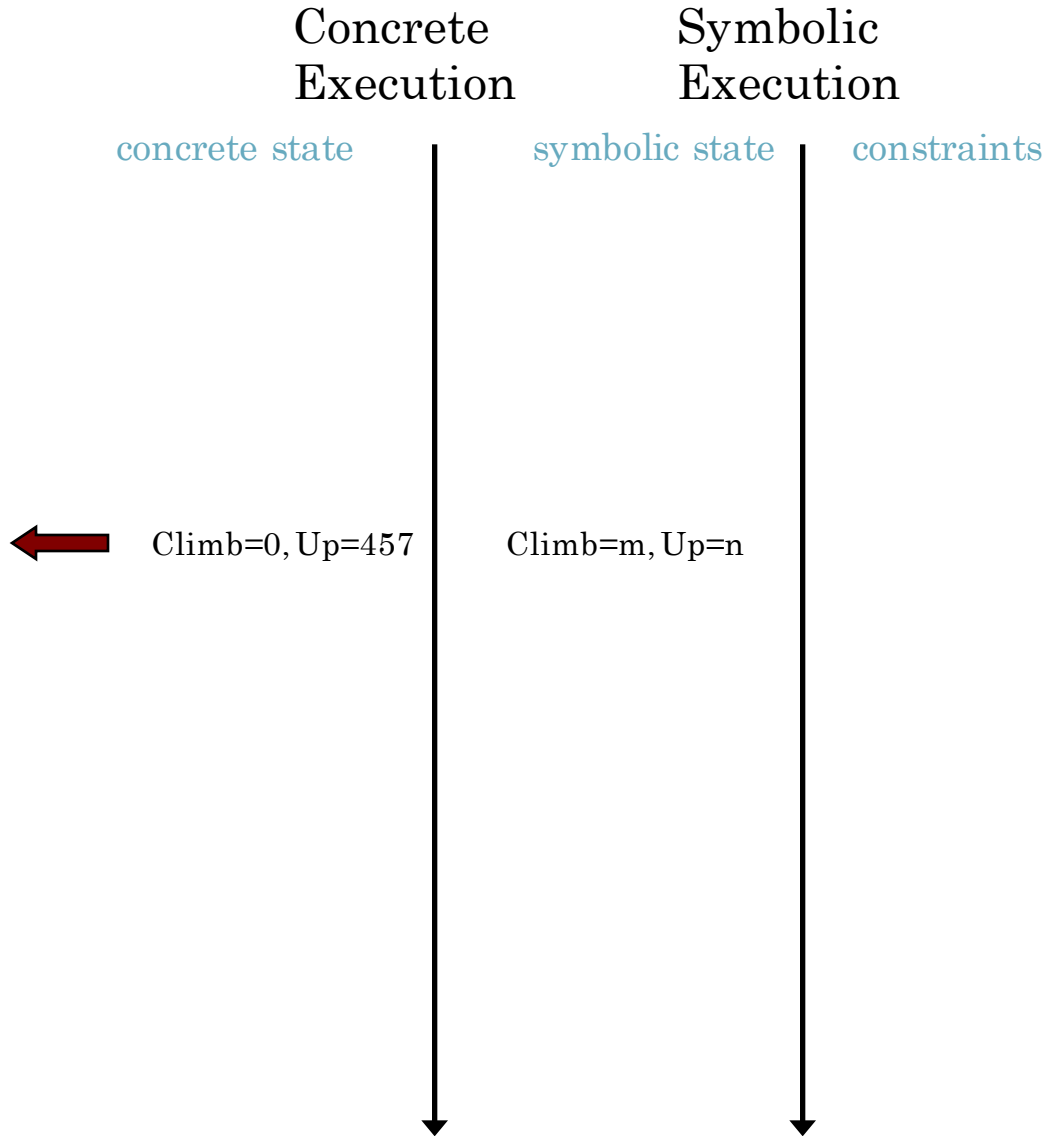 Concrete
Execution
Symbolic
Execution
concrete state
symbolic state
constraints
Climb=0, Up=457
Climb=m, Up=n